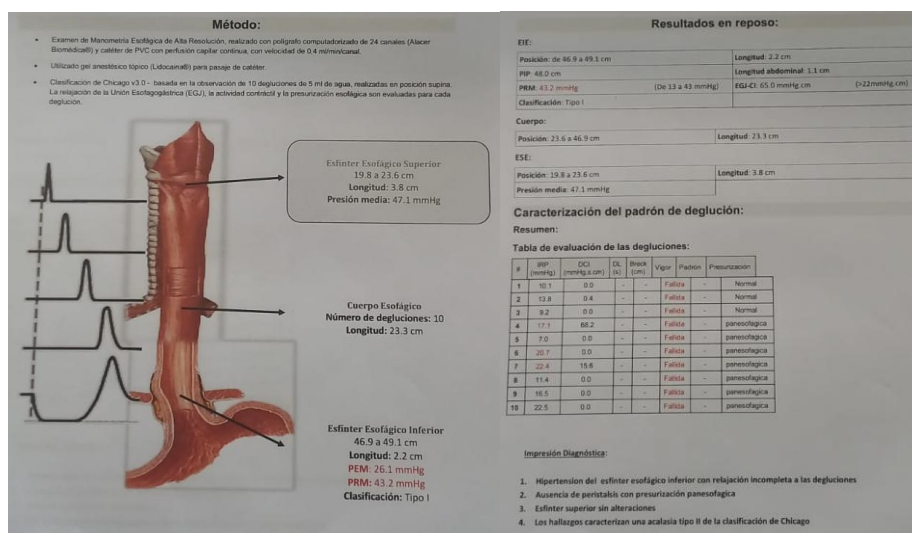 Método:
• Examen de Manometría Esofágica de Alta Resolución, realizado con polígrafo computadorizado de 24 canales (Alacer
Biomédica®) y catéter de PVC con perfusión capilar continua, con velocidad de 0.4 ml/min/canal.
• Utilizado gel anestésico tópico (Lidocaína®) para pasaje de catéter.
• Clasificación de Chicago v3.0 - basada en la observación de 10 degluciones de 5 ml de agua, realizadas en posición supina.
La relajación de la Unión Esofagogástrica (EGJ), la actividad contráctil y la presurización esofágica son evaluadas para cada
deglución.
Esfínter Esofágico Superior
19.8 a 23.6 cm
Longitud: 3.8 cm
Presión media: 47.1 mmHg
Cuerpo Esofágico
Número de degluciones: 10
Longitud: 23.3 cm
Esfínter Esofágico Inferior
46.9 a 49.1 cm
Longitud: 2.2 cm
PEM: 26.1 mmHg
PRM: 43.2 mmHg
Clasificación: Tipo I
Resultados en reposo:
EIE:
Posición: de 46.9 a 49.1 cm Longitud: 2.2 cm
PIP: 48.0 cm Longitud abdominal: 1.1 cm
PRM: 43.2 mmHg (De 13 a 43 mmHg) EGJ-CI: 65.0 mmHg.cm (>22mmHg.cm)
Clasificación: Tipo I
Cuerpo:
Posición: 23.6 a 46.9 cm Longitud: 23.3 cm
ESE:
Posición: 19.8 a 23.6 cm Longitud: 3.8 cm
Presión media: 47.1 mmHg
Caracterización del padrón de deglución:
Resumen:
Tabla de evaluación de las degluciones:
# IRP (mmHg) DCI (mmHg.s.cm) DL (s) Break (cm) Vigor Padrón Presurización
1 10.1 0.0 - - Fallida - Normal
2 13.8 0.4 - - Fallida - Normal
3 9.2 0.0 - - Fallida - Normal
4 17.1 68.2 - - Fallida - panesofagica
5 7.0 0.0 - - Fallida - panesofagica
6 20.7 0.0 - - Fallida - panesofagica
7 22.4 15.6 - - Fallida - panesofagica
8 11.4 0.0 - - Fallida - panesofagica
9 16.5 0.0 - - Fallida - panesofagica
10 22.5 0.0 - - Fallida - panesofagica
Impresión Diagnóstica:
1. Hipertension del esfinter esofágico inferior con relajación incompleta a las degluciones
2. Ausencia de peristalsis con presurización panesofagica
3. Esfinter superior sin alteraciones
4. Los hallazgos caracterizan una acalasia tipo II de la clasificación de Chicago